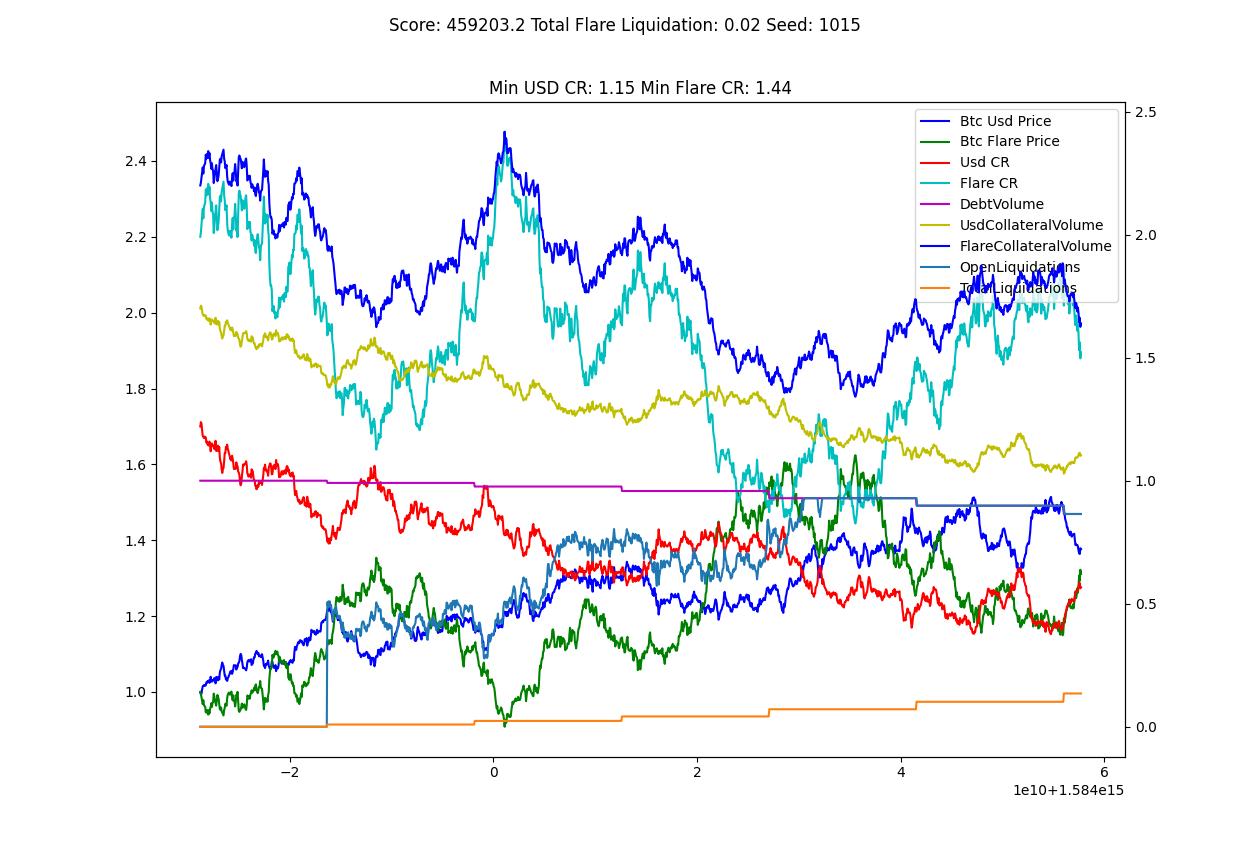 Score: 459203.2 Total Flare Liquidation: 0.02 Seed: 1015
Min USD CR: 1.15 Min Flare CR: 1.44
Btc Usd Price
Btc Flare Price
Usd CR
Flare CR
DebtVolume
UsdCollateralVolume
FlareCollateralVolume
OpenLiquidations
TotalLiquidations
2.4
2.2
2.0
1.8
1.6
1.4
1.2
1.0
2.5
2.0
1.5
1.0
0.5
0.0
−2
0
2
4
6
1e10+1.584e15